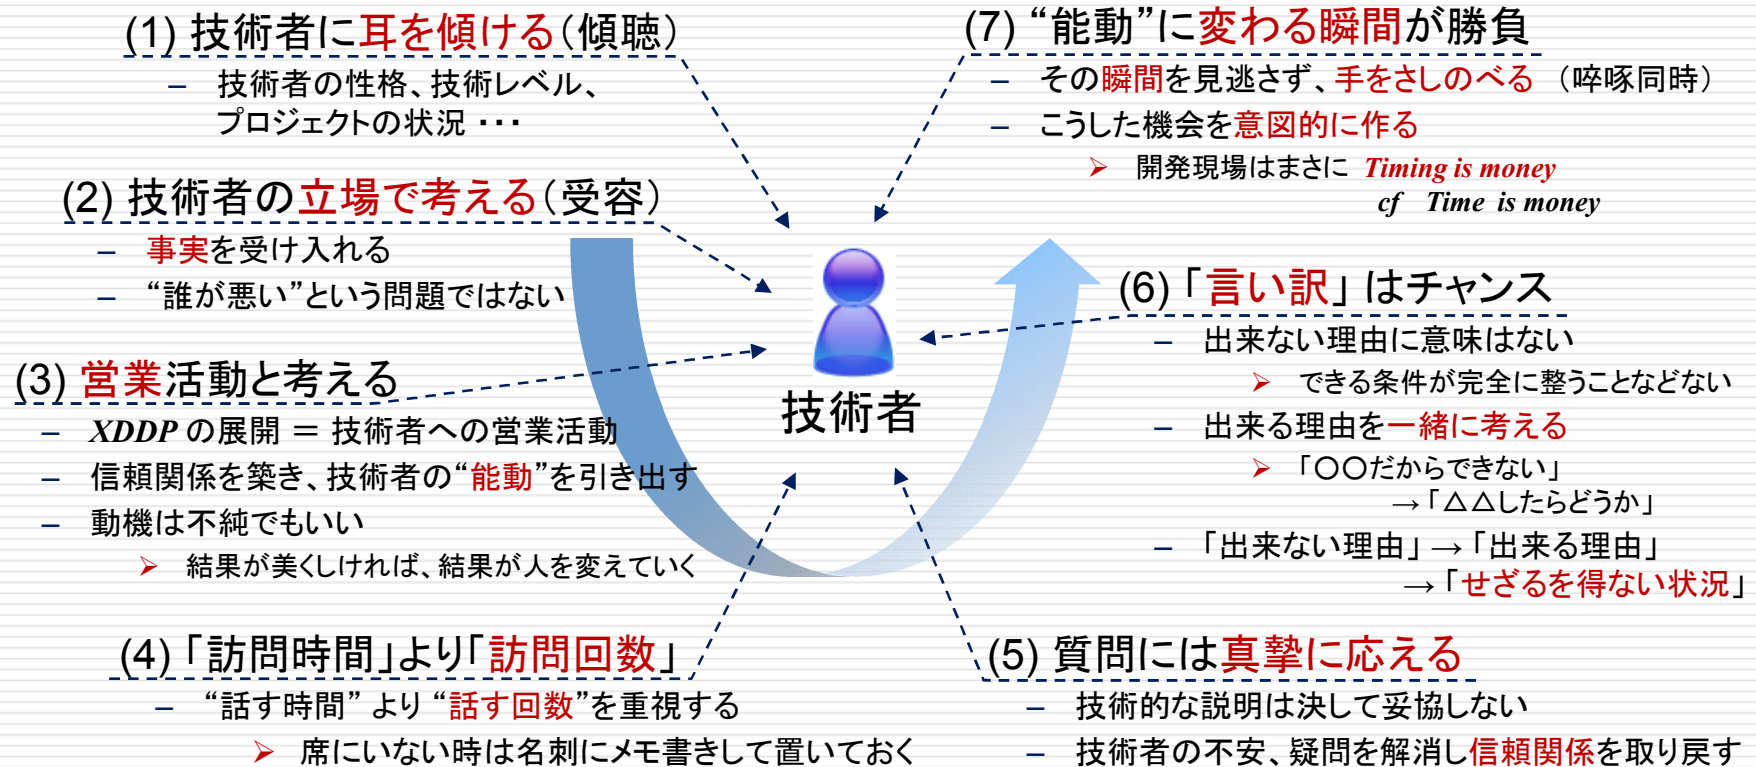 (1) 技術者に耳を傾ける（傾聴）
– 技術者の性格、技術レベル、
プロジェクトの状況 ・・・
(2) 技術者の立場で考える（受容）
– 事実を受け入れる
– “誰が悪い”という問題ではない
(3) 営業活動と考える
– XDDP の展開 ＝ 技術者への営業活動
– 信頼関係を築き、技術者の“能動”を引き出す
– 動機は不純でもいい
➢ 結果が美くしければ、結果が人を変えていく
(4) 「訪問時間」より「訪問回数」
– “話す時間” より “話す回数”を重視する
➢ 席にいない時は名刺にメモ書きして置いておく
技術者
(5) 質問には真摯に応える
– 技術的な説明は決して妥協しない
– 技術者の不安、疑問を解消し信頼関係を取り戻す
(6) 「言い訳」 はチャンス
– 出来ない理由に意味はない
➢ できる条件が完全に整うことなどない
– 出来る理由を一緒に考える
➢ 「〇〇だからできない」
→「△△したらどうか」
– 「出来ない理由」→「出来る理由」
→「せざるを得ない状況」
(7) “能動”に変わる瞬間が勝負
– その瞬間を見逃さず、手をさしのべる （啐啄同時）
– こうした機会を意図的に作る
➢ 開発現場はまさに Timing is money
cf Time is money